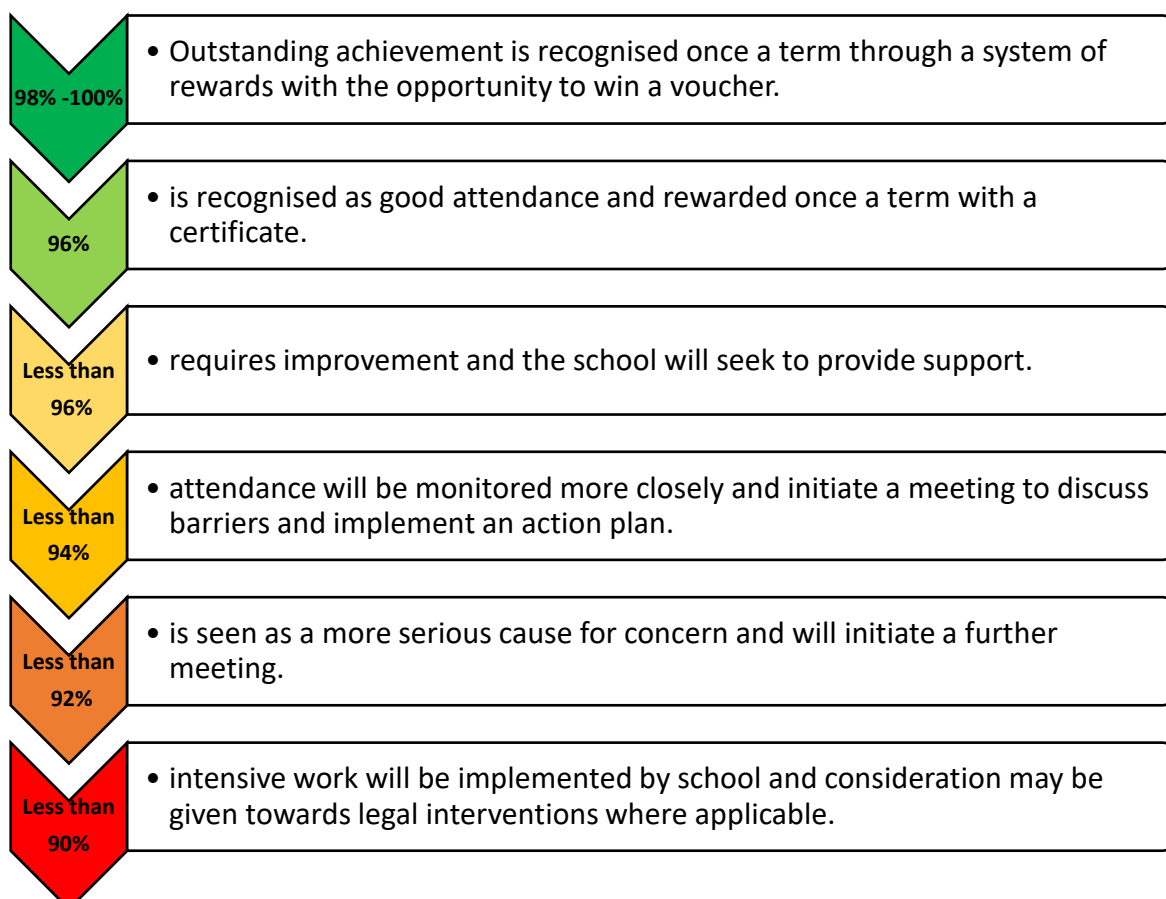 98% -100%
• Outstanding achievement is recognised once a term through a system of
rewards with the opportunity to win a voucher.
96%
• is recognised as good attendance and rewarded once a term with a
certificate.
Less than
96%
• requires improvement and the school will seek to provide support.
Less than
94%
• attendance will be monitored more closely and initiate a meeting to discuss
barriers and implement an action plan.
Less than
92%
• is seen as a more serious cause for concern and will initiate a further
meeting.
Less than
90%
• intensive work will be implemented by school and consideration may be
given towards legal interventions where applicable.